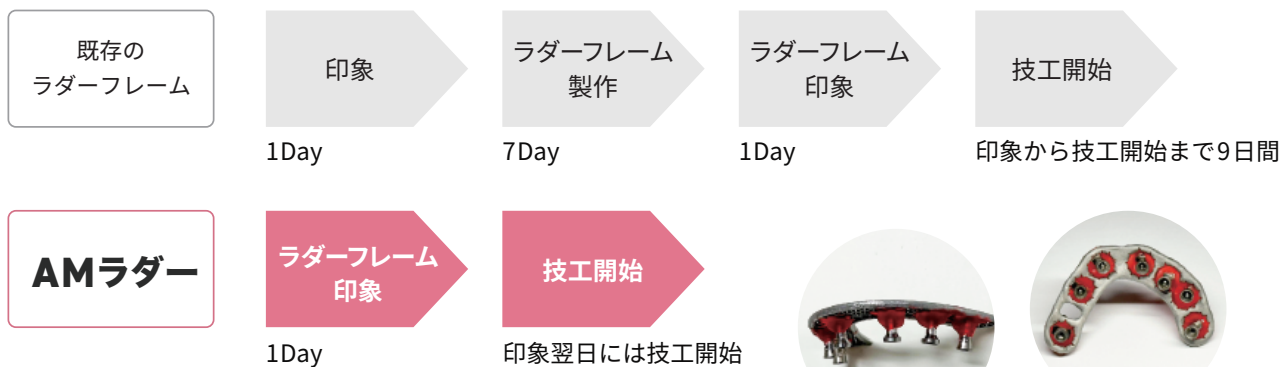 既存の
ラダーフレーム
印象
ラダーフレーム
製作
ラダーフレーム
印象
技工開始
1Day
7Day
1Day
印象から技工開始まで9日間
AMラダー
ラダーフレーム
印象
技工開始
1Day
印象翌日には技工開始